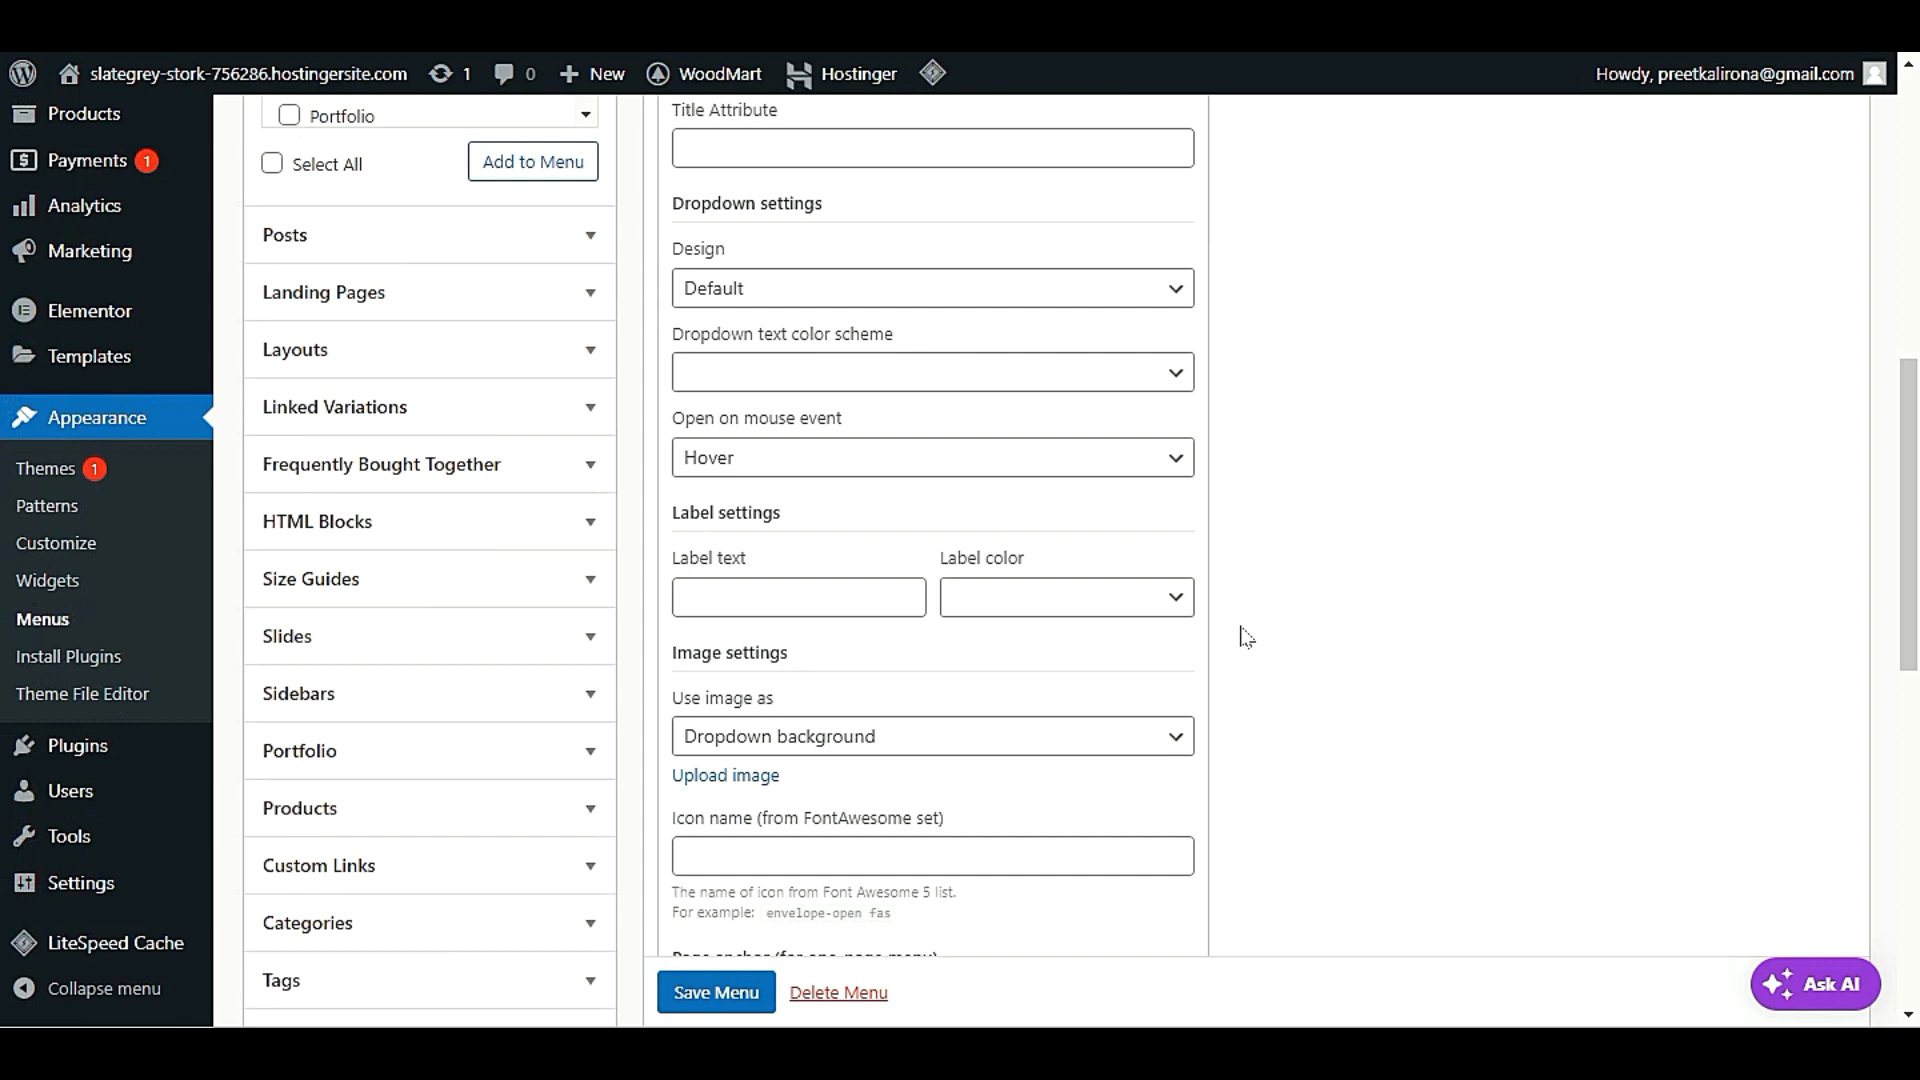 slategrey-stork-756286.hostingersite.com 1 0 New WoodMart Hostinger Howdy, preetkalirona@gmail.com
Products
Payments 1
Analytics
Marketing
Elementor
Templates
Appearance
Themes 1
Patterns
Customize
Widgets
Menus
Install Plugins
Theme File Editor
Plugins
Users
Tools
Settings
LiteSpeed Cache
Collapse menu
Portfolio
Select All Add to Menu
Posts
Landing Pages
Layouts
Linked Variations
Frequently Bought Together
HTML Blocks
Size Guides
Slides
Sidebars
Portfolio
Products
Custom Links
Categories
Tags
Title Attribute
Dropdown settings
Design
Default
Dropdown text color scheme
Open on mouse event
Hover
Label settings
Label text Label color
Image settings
Use image as
Dropdown background
Upload image
Icon name (from FontAwesome set)
The name of icon from Font Awesome 5 list.
For example: envelope-open fas
Page anchor (for one-page menu)
Save Menu Delete Menu
Ask AI